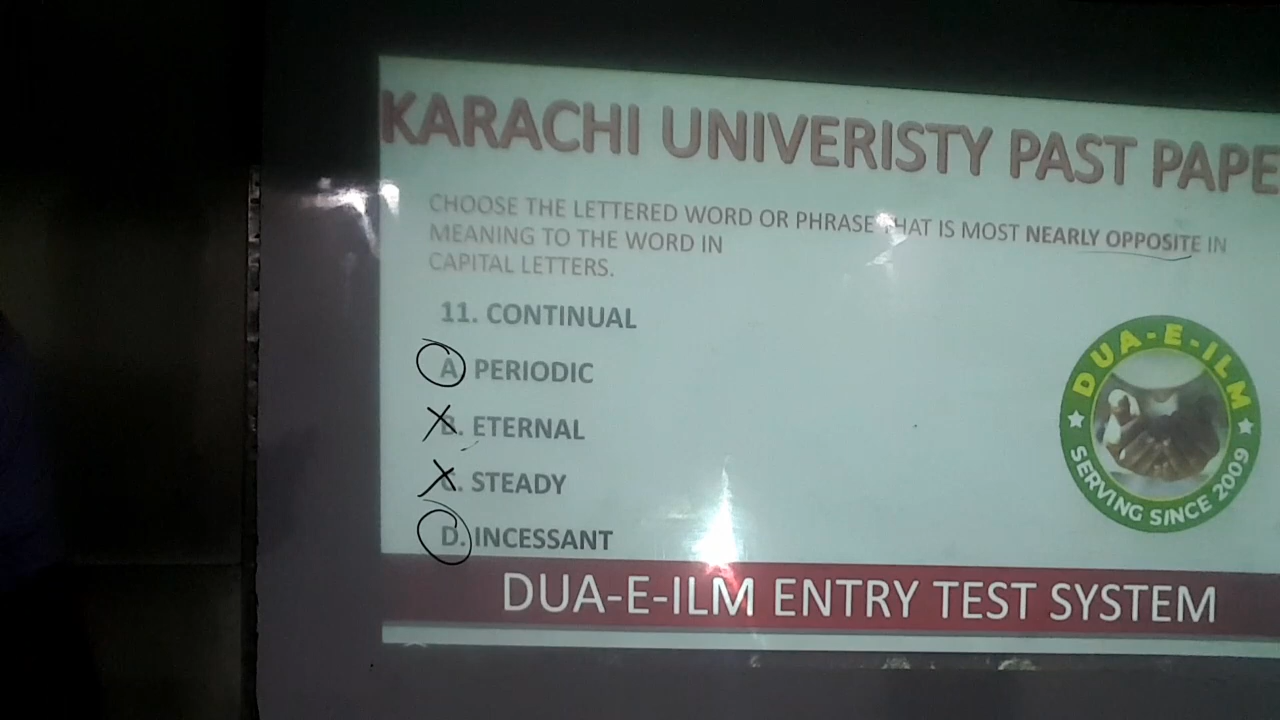 KARACHI UNIVERISTY PAST PAPE
CHOOSE THE LETTERED WORD OR PHRASE THAT IS MOST NEARLY OPPOSITE IN
MEANING TO THE WORD IN
CAPITAL LETTERS.
11. CONTINUAL
A PERIODIC
B. ETERNAL
C. STEADY
D. INCESSANT
DUA-E-ILM
SERVING SINCE 2009
DUA-E-ILM ENTRY TEST SYSTEM